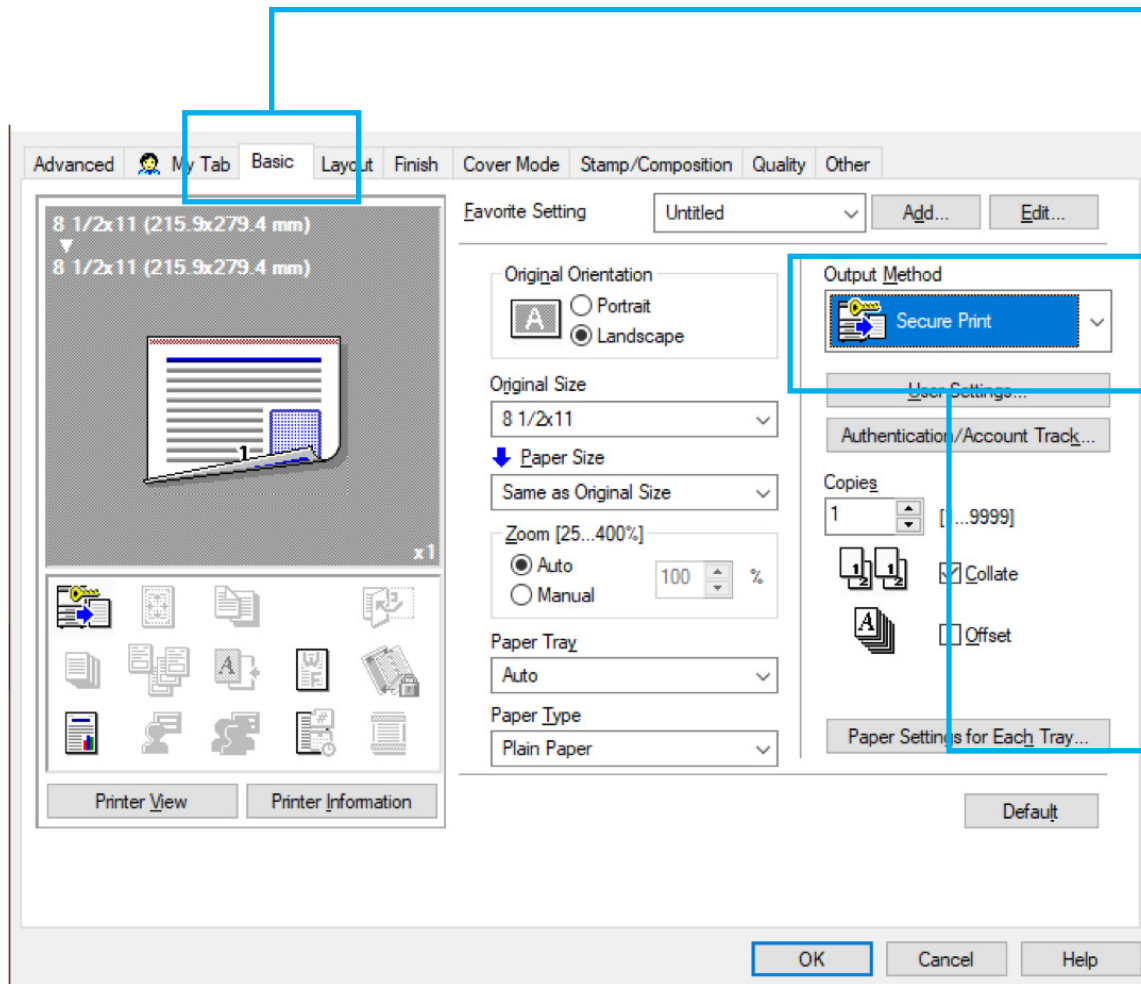 Advanced My Tab Basic Layout Finish Cover Mode Stamp/Composition Quality Other
8 1/2x11 (215.9x279.4 mm)
8 1/2x11 (215.9x279.4 mm)
1
x1
Printer View Printer Information
Favorite Setting Untitled Add... Edit...
Original Orientation
A
Portrait
Landscape
Original Size
8 1/2x11
Paper Size
Same as Original Size
Zoom [25...400%]
Auto
Manual
100 %
Paper Tray
Auto
Paper Type
Plain Paper
Output Method
Secure Print
User Settings...
Authentication/Account Track...
Copies
1 [1...9999]
Collate
Offset
Paper Settings for Each Tray...
Default
OK Cancel Help